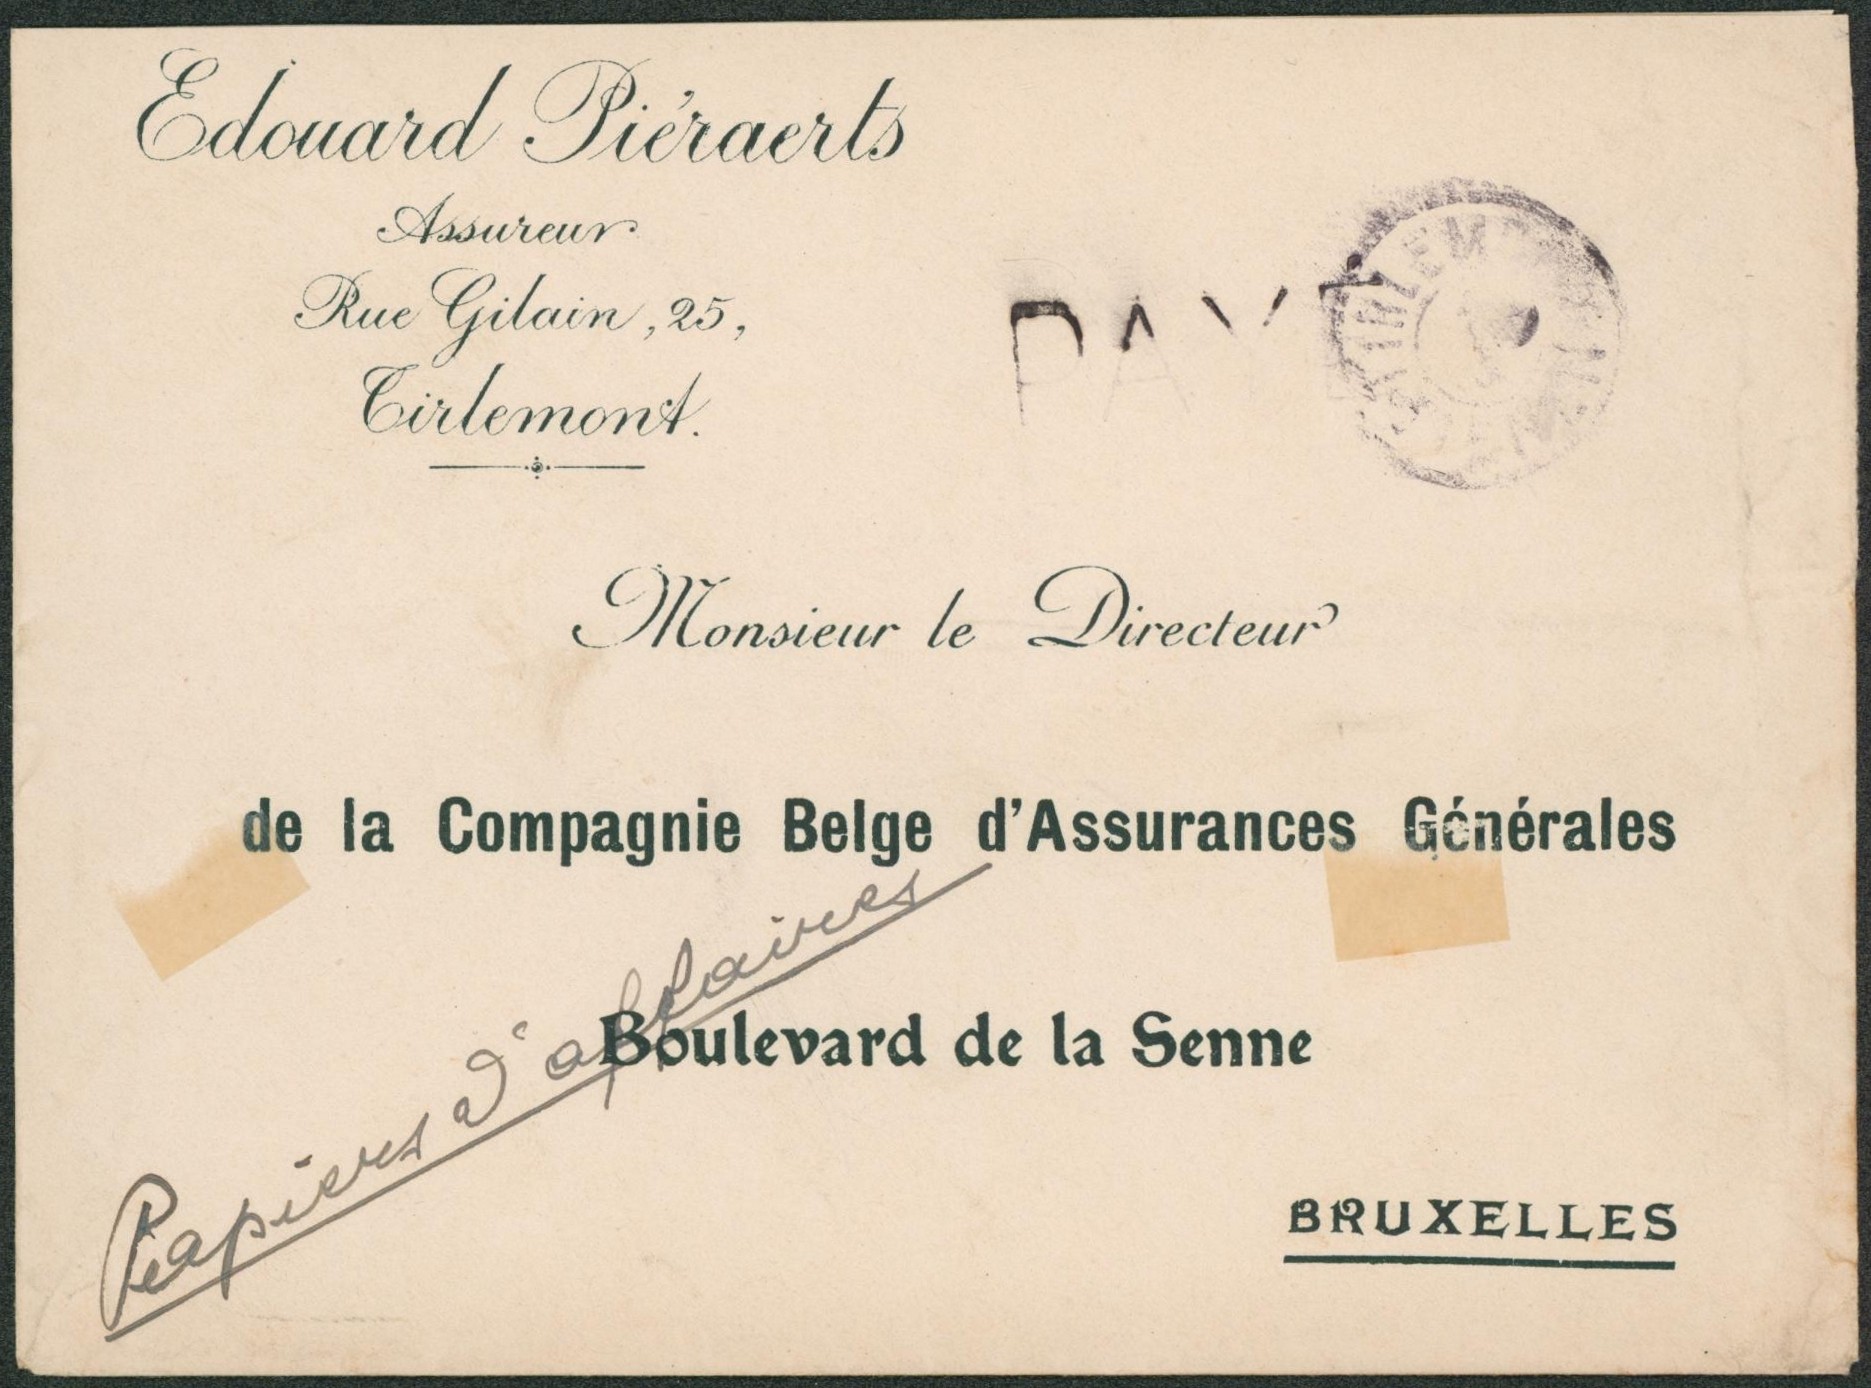 Edouard Piéraerts
Assureur
Rue Gilain, 25,
Tirlemont.
PAYÉ
Monsieur le Directeur
de la Compagnie Belge d'Assurances Générales
Papiers d'affaires
Boulevard de la Senne
BRUXELLES